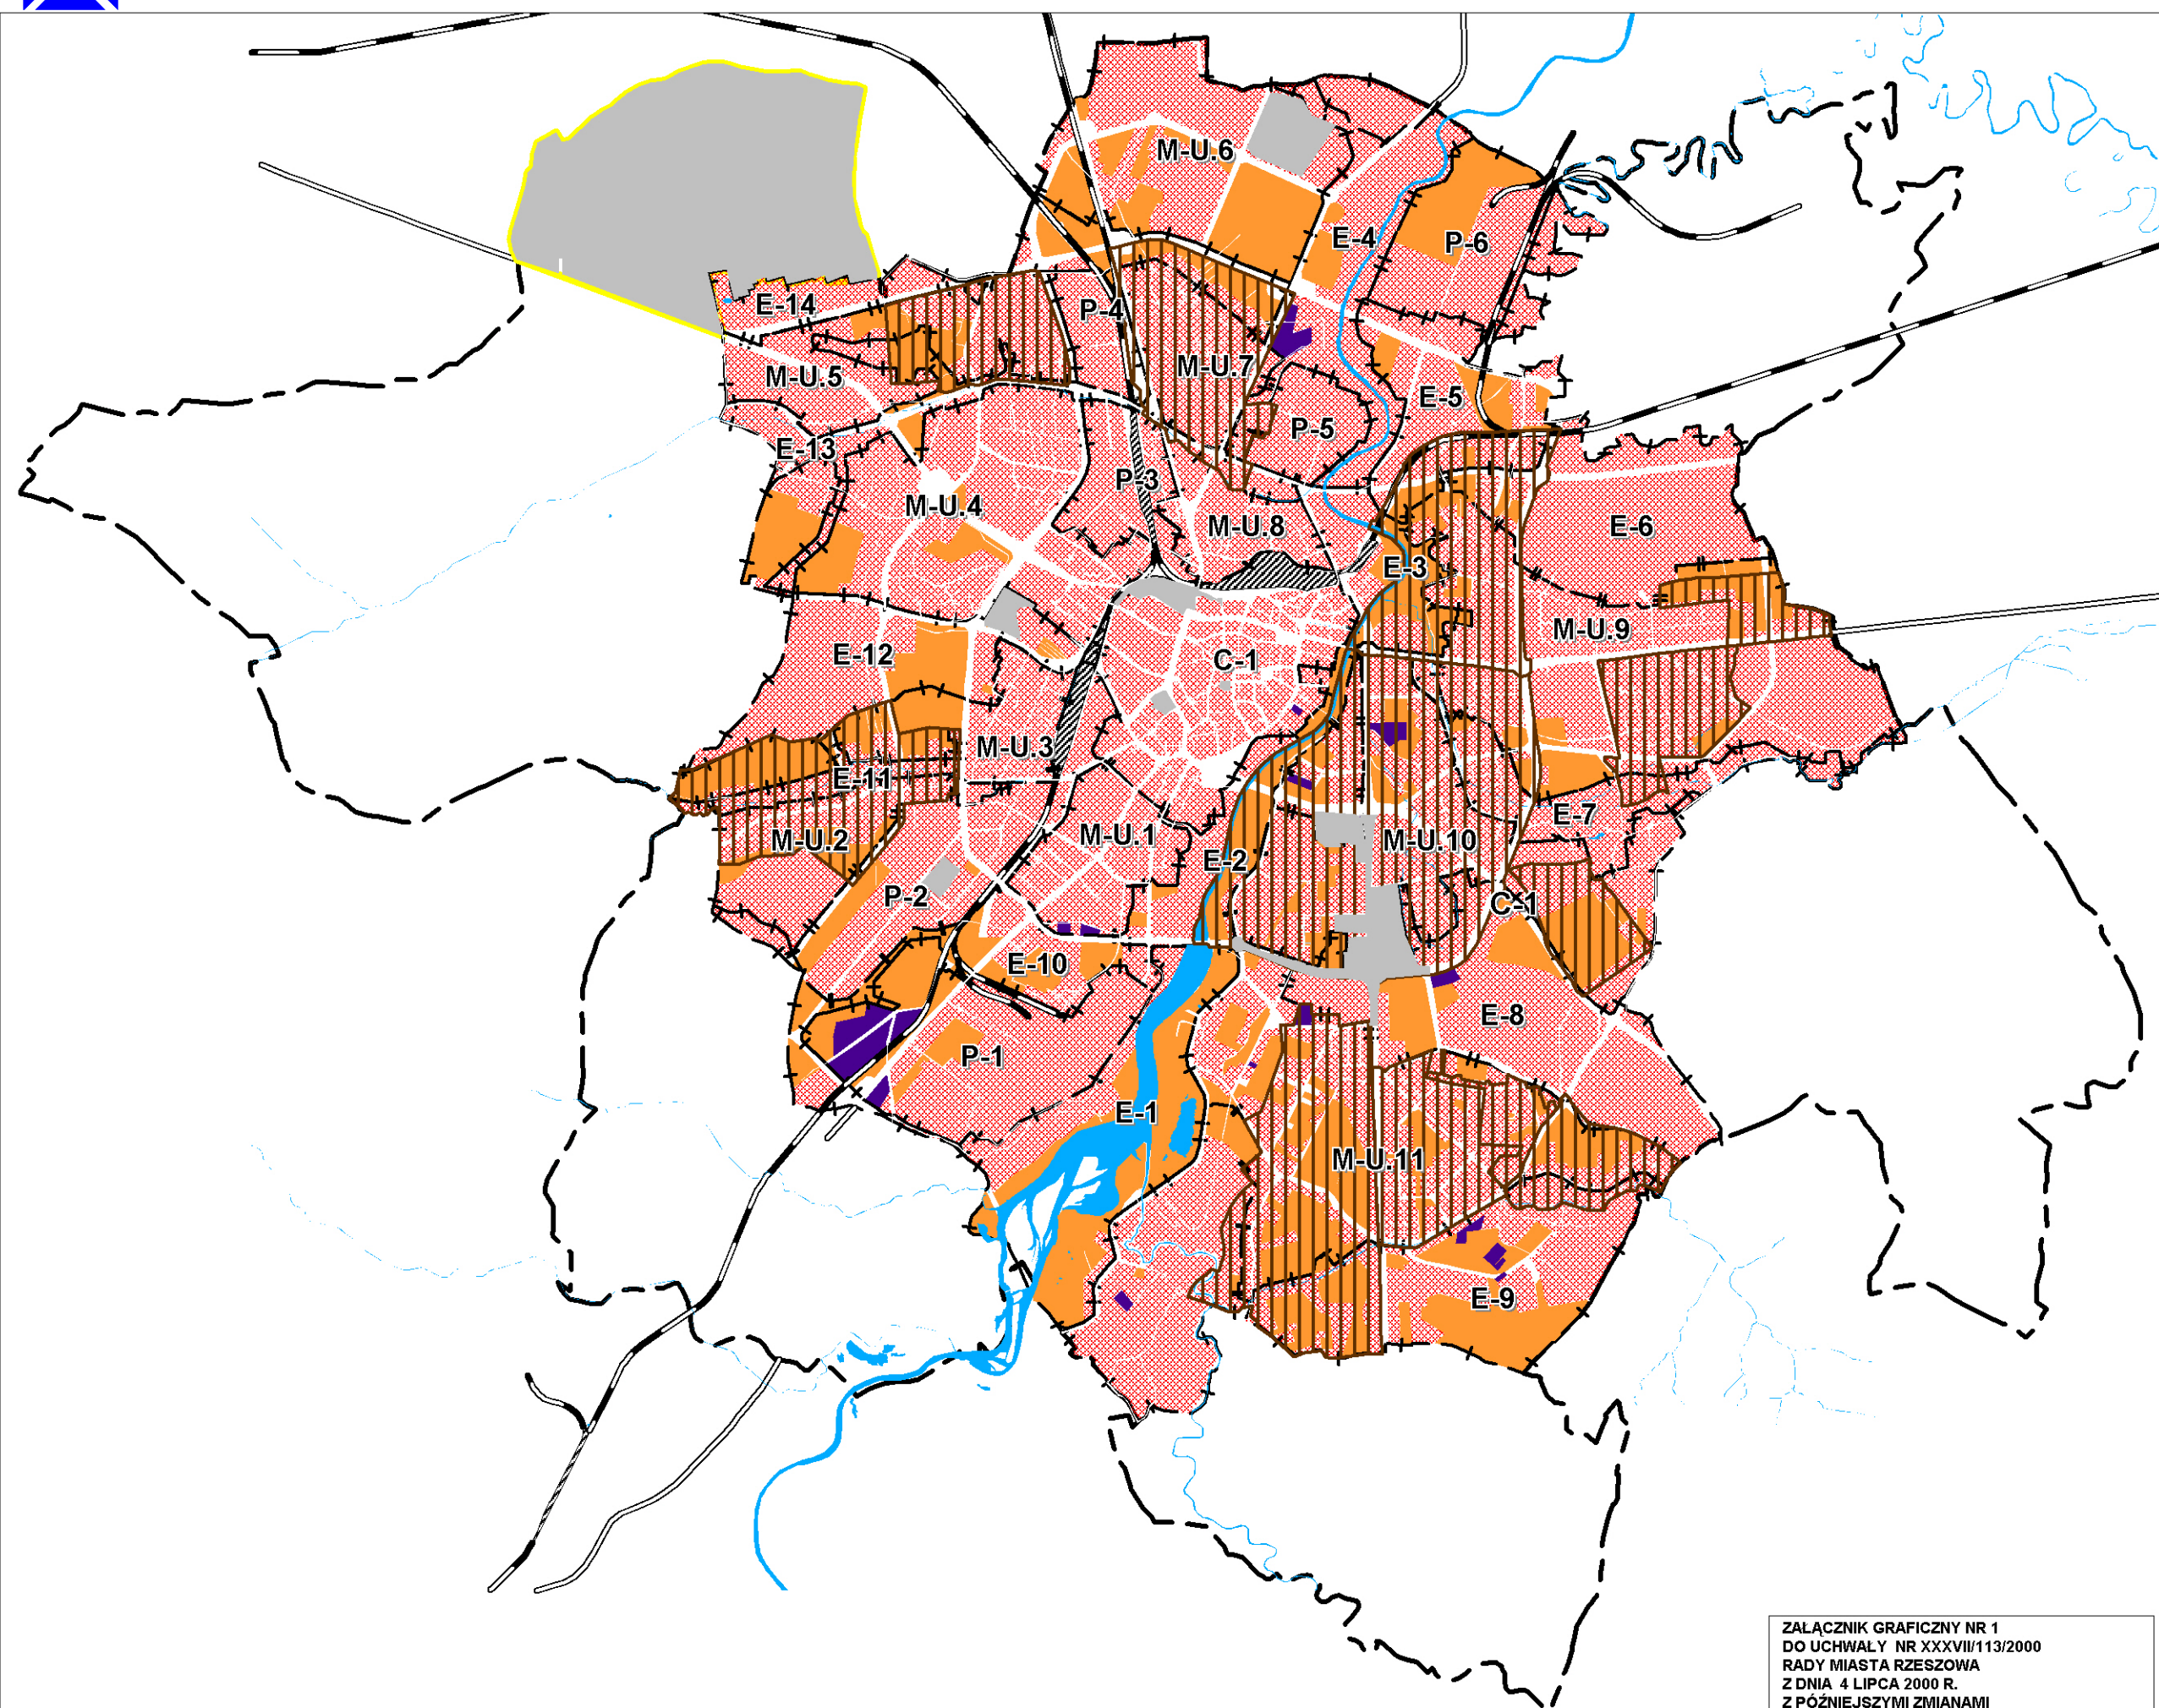 M-U.6
E-4
P-6
E-14
P-4
M-U.7
M-U.5
E-5
P-5
E-13
P-3
M-U.4
M-U.8
E-6
E-3
M-U.9
E-12
C-1
M-U.3
E-11
E-7
M-U.2
M-U.1
M-U.10
E-2
P-2
C-1
E-10
E-8
P-1
E-1
M-U.11
E-9
ZAŁĄCZNIK GRAFICZNY NR 1
DO UCHWAŁY NR XXXVII/113/2000
RADY MIASTA RZESZOWA
Z DNIA 4 LIPCA 2000 R.
Z PÓŹNIEJSZYMI ZMIANAMI